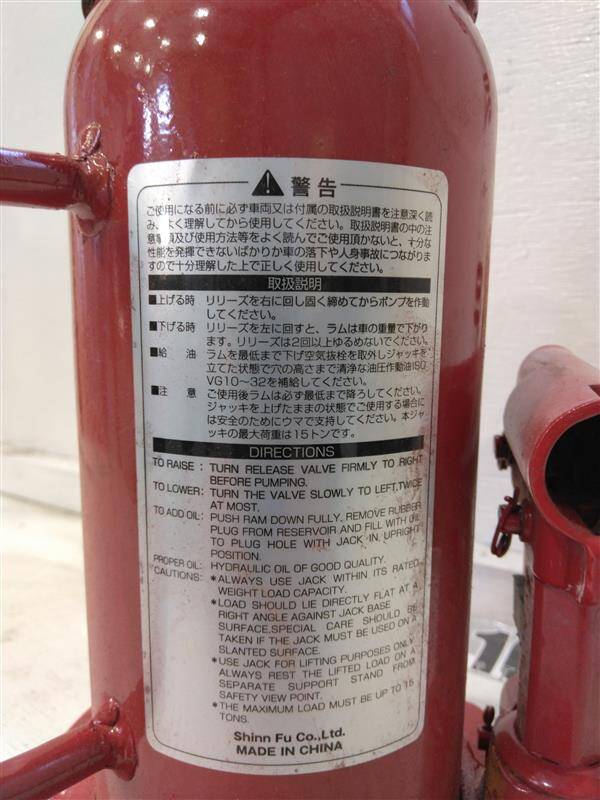 警告
ご使用になる前に必ず車両又は付属の取扱説明書を注意深く読
み、よく理解してから使用してください。取扱説明書の中の注
意事項及び使用方法等をよく読んでご使用頂かないと、十分な
性能を発揮できないばかりか車の落下や人身事故につながりま
すので十分理解した上で正しく使用してください。
取扱説明
■上げる時 リリーズを右に回し固く締めてからポンプを作動
してください。
■下げる時 リリーズを左に回すと、ラムは車の重量で下がり
ます。リリーズは2回以上ゆるめないでください。
■給油 ラムを最低まで下げ空気抜栓を取外しジャッキを
立てた状態で穴の高さまで清浄な油圧作動油ISO
VG10～32を補給してください。
■注意 ご使用後ラムは必ず最低まで降ろしてください。
ジャッキを上げたままの状態でご使用する場合に
は安全のためにウマで支持してください。本ジャ
ッキの最大荷重は15トンです。
DIRECTIONS
TO RAISE : TURN RELEASE VALVE FIRMLY TO RIGHT
BEFORE PUMPING.
TO LOWER: TURN THE VALVE SLOWLY TO LEFT,TWICE
AT MOST.
TO ADD OIL: PUSH RAM DOWN FULLY. REMOVE RUBBER
PLUG FROM RESERVOIR AND FILL WITH OIL
TO PLUG HOLE WITH JACK IN UPRIGHT
POSITION.
PROPER OIL: HYDRAULIC OIL OF GOOD QUALITY.
CAUTIONS: *ALWAYS USE JACK WITHIN ITS RATED
WEIGHT LOAD CAPACITY.
*LOAD SHOULD LIE DIRECTLY FLAT AT A
RIGHT ANGLE AGAINST JACK BASE
SURFACE.SPECIAL CARE SHOULD BE
TAKEN IF THE JACK MUST BE USED ON A
SLANTED SURFACE.
*USE JACK FOR LIFTING PURPOSES ONLY
ALWAYS REST THE LIFTED LOAD ON A
SEPARATE SUPPORT STAND FROM
SAFETY VIEW POINT.
*THE MAXIMUM LOAD MUST BE UP TO 15
TONS.
Shinn Fu Co.,Ltd.
MADE IN CHINA